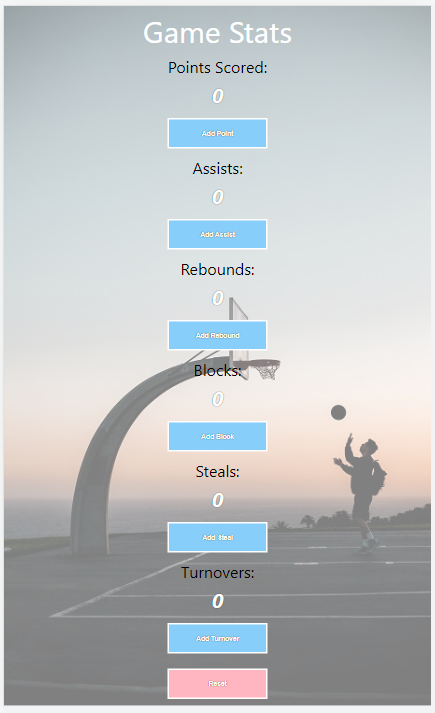 Game Stats
Points Scored:
0
Add Point
Assists:
0
Add Assist
Rebounds:
0
Add Rebound
Blocks:
0
Add Block
Steals:
0
Add Steal
Turnovers:
0
Add Turnover
Reset